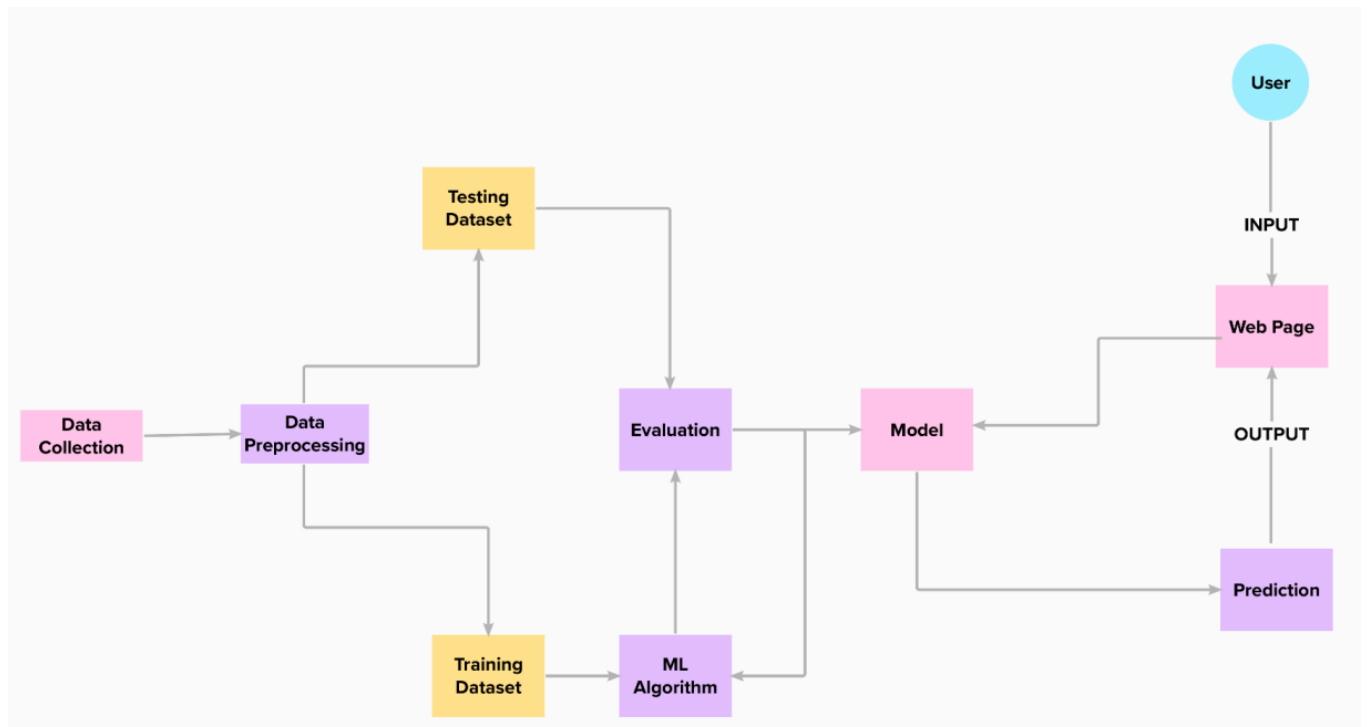 User
Testing
Dataset
INPUT
Web Page
Data
Collection
Data
Preprocessing
Evaluation
Model
OUTPUT
Prediction
Training
Dataset
ML
Algorithm